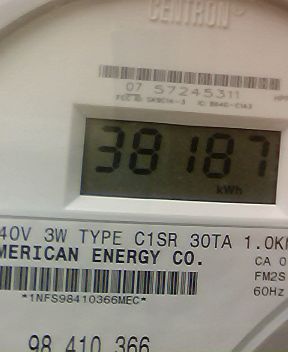 CENTRON
07 57245311
38187
kWh
40V 3W TYPE C1SR 30TA 1.0K
MERICAN ENERGY CO.
CA 0
FM2S
60Hz
*1NFS98410366MEC*
98 410 366